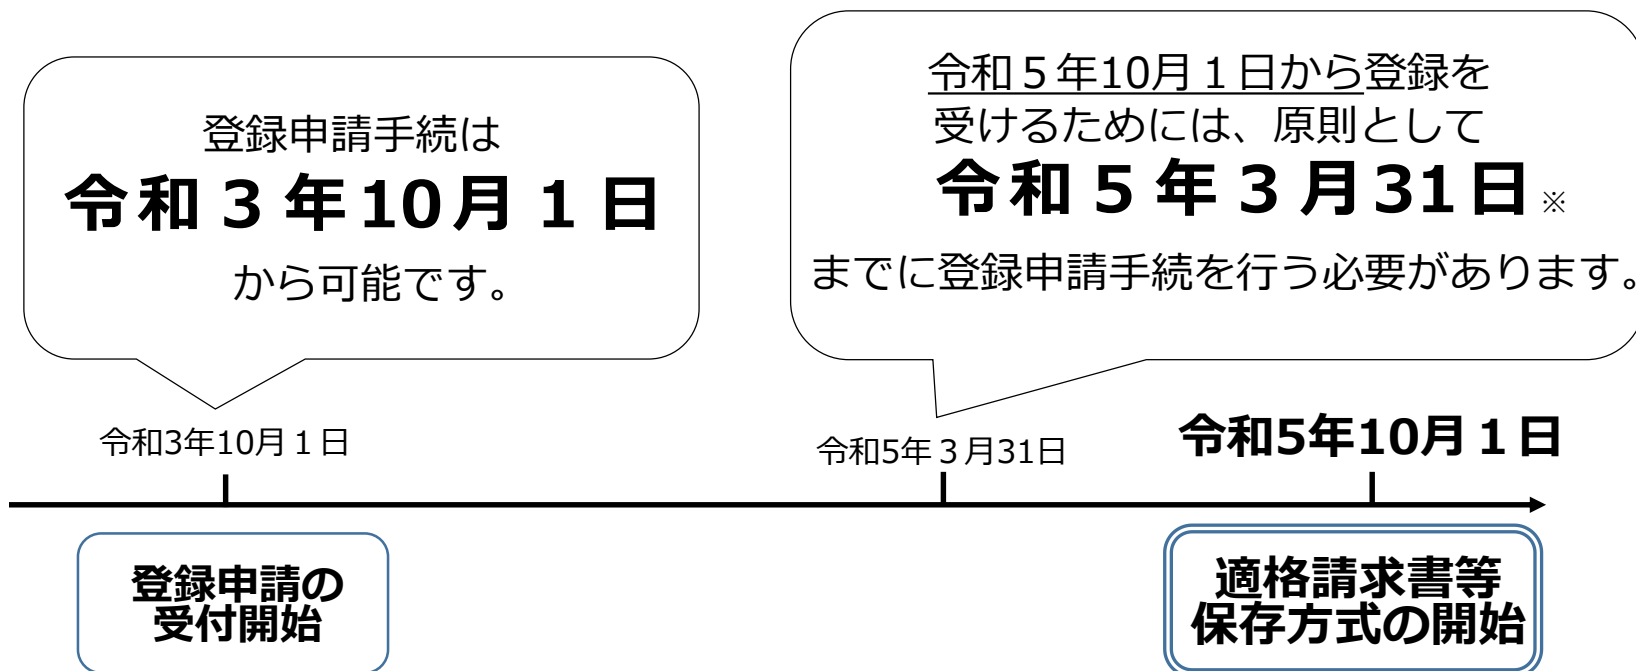 登録申請手続は
令和３年10月１日
から可能です。
令和５年10月１日から登録を
受けるためには、原則として
令和５年３月31日※
までに登録申請手続を行う必要があります。
令和3年10月１日
令和5年３月31日
令和5年10月１日
登録申請の
受付開始
適格請求書等
保存方式の開始